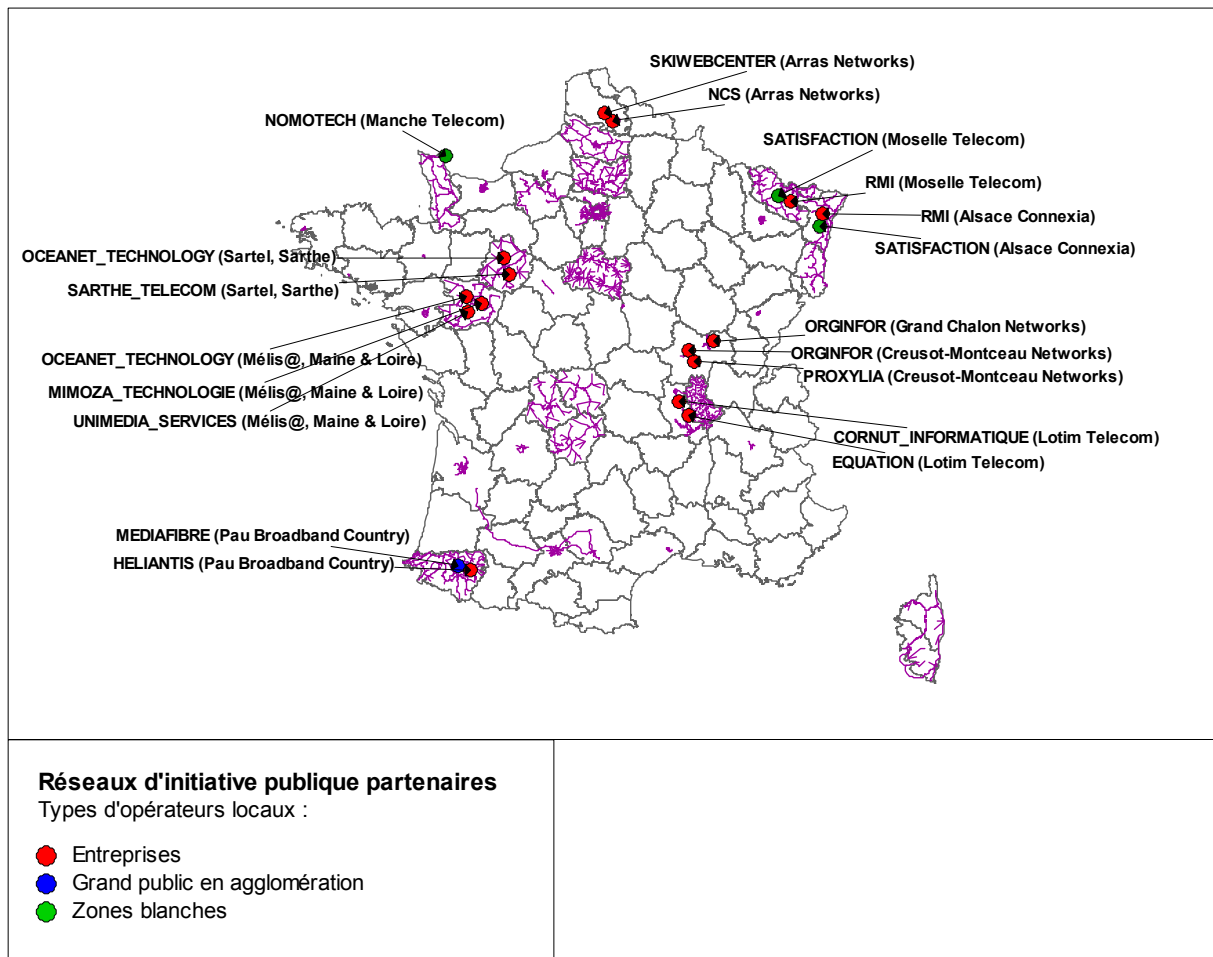 SKIWEBCENTER (Arras Networks)
NCS (Arras Networks)
NOMOTECH (Manche Telecom)
SATISFACTION (Moselle Telecom)
RMI (Moselle Telecom)
RMI (Alsace Connexia)
SATISFACTION (Alsace Connexia)
OCEANET_TECHNOLOGY (Sartel, Sarthe)
SARTHE_TELECOM (Sartel, Sarthe)
ORGINFOR (Grand Chalon Networks)
ORGINFOR (Creusot-Montceau Networks)
PROXYLIA (Creusot-Montceau Networks)
OCEANET_TECHNOLOGY (Mélis@, Maine & Loire)
MIMOZA_TECHNOLOGIE (Mélis@, Maine & Loire)
UNIMEDIA_SERVICES (Mélis@, Maine & Loire)
CORNUT_INFORMATIQUE (Lotim Telecom)
EQUATION (Lotim Telecom)
MEDIAFIBRE (Pau Broadband Country)
HELIANTIS (Pau Broadband Country)
Réseaux d'initiative publique partenaires
Types d'opérateurs locaux :
Entreprises
Grand public en agglomération
Zones blanches